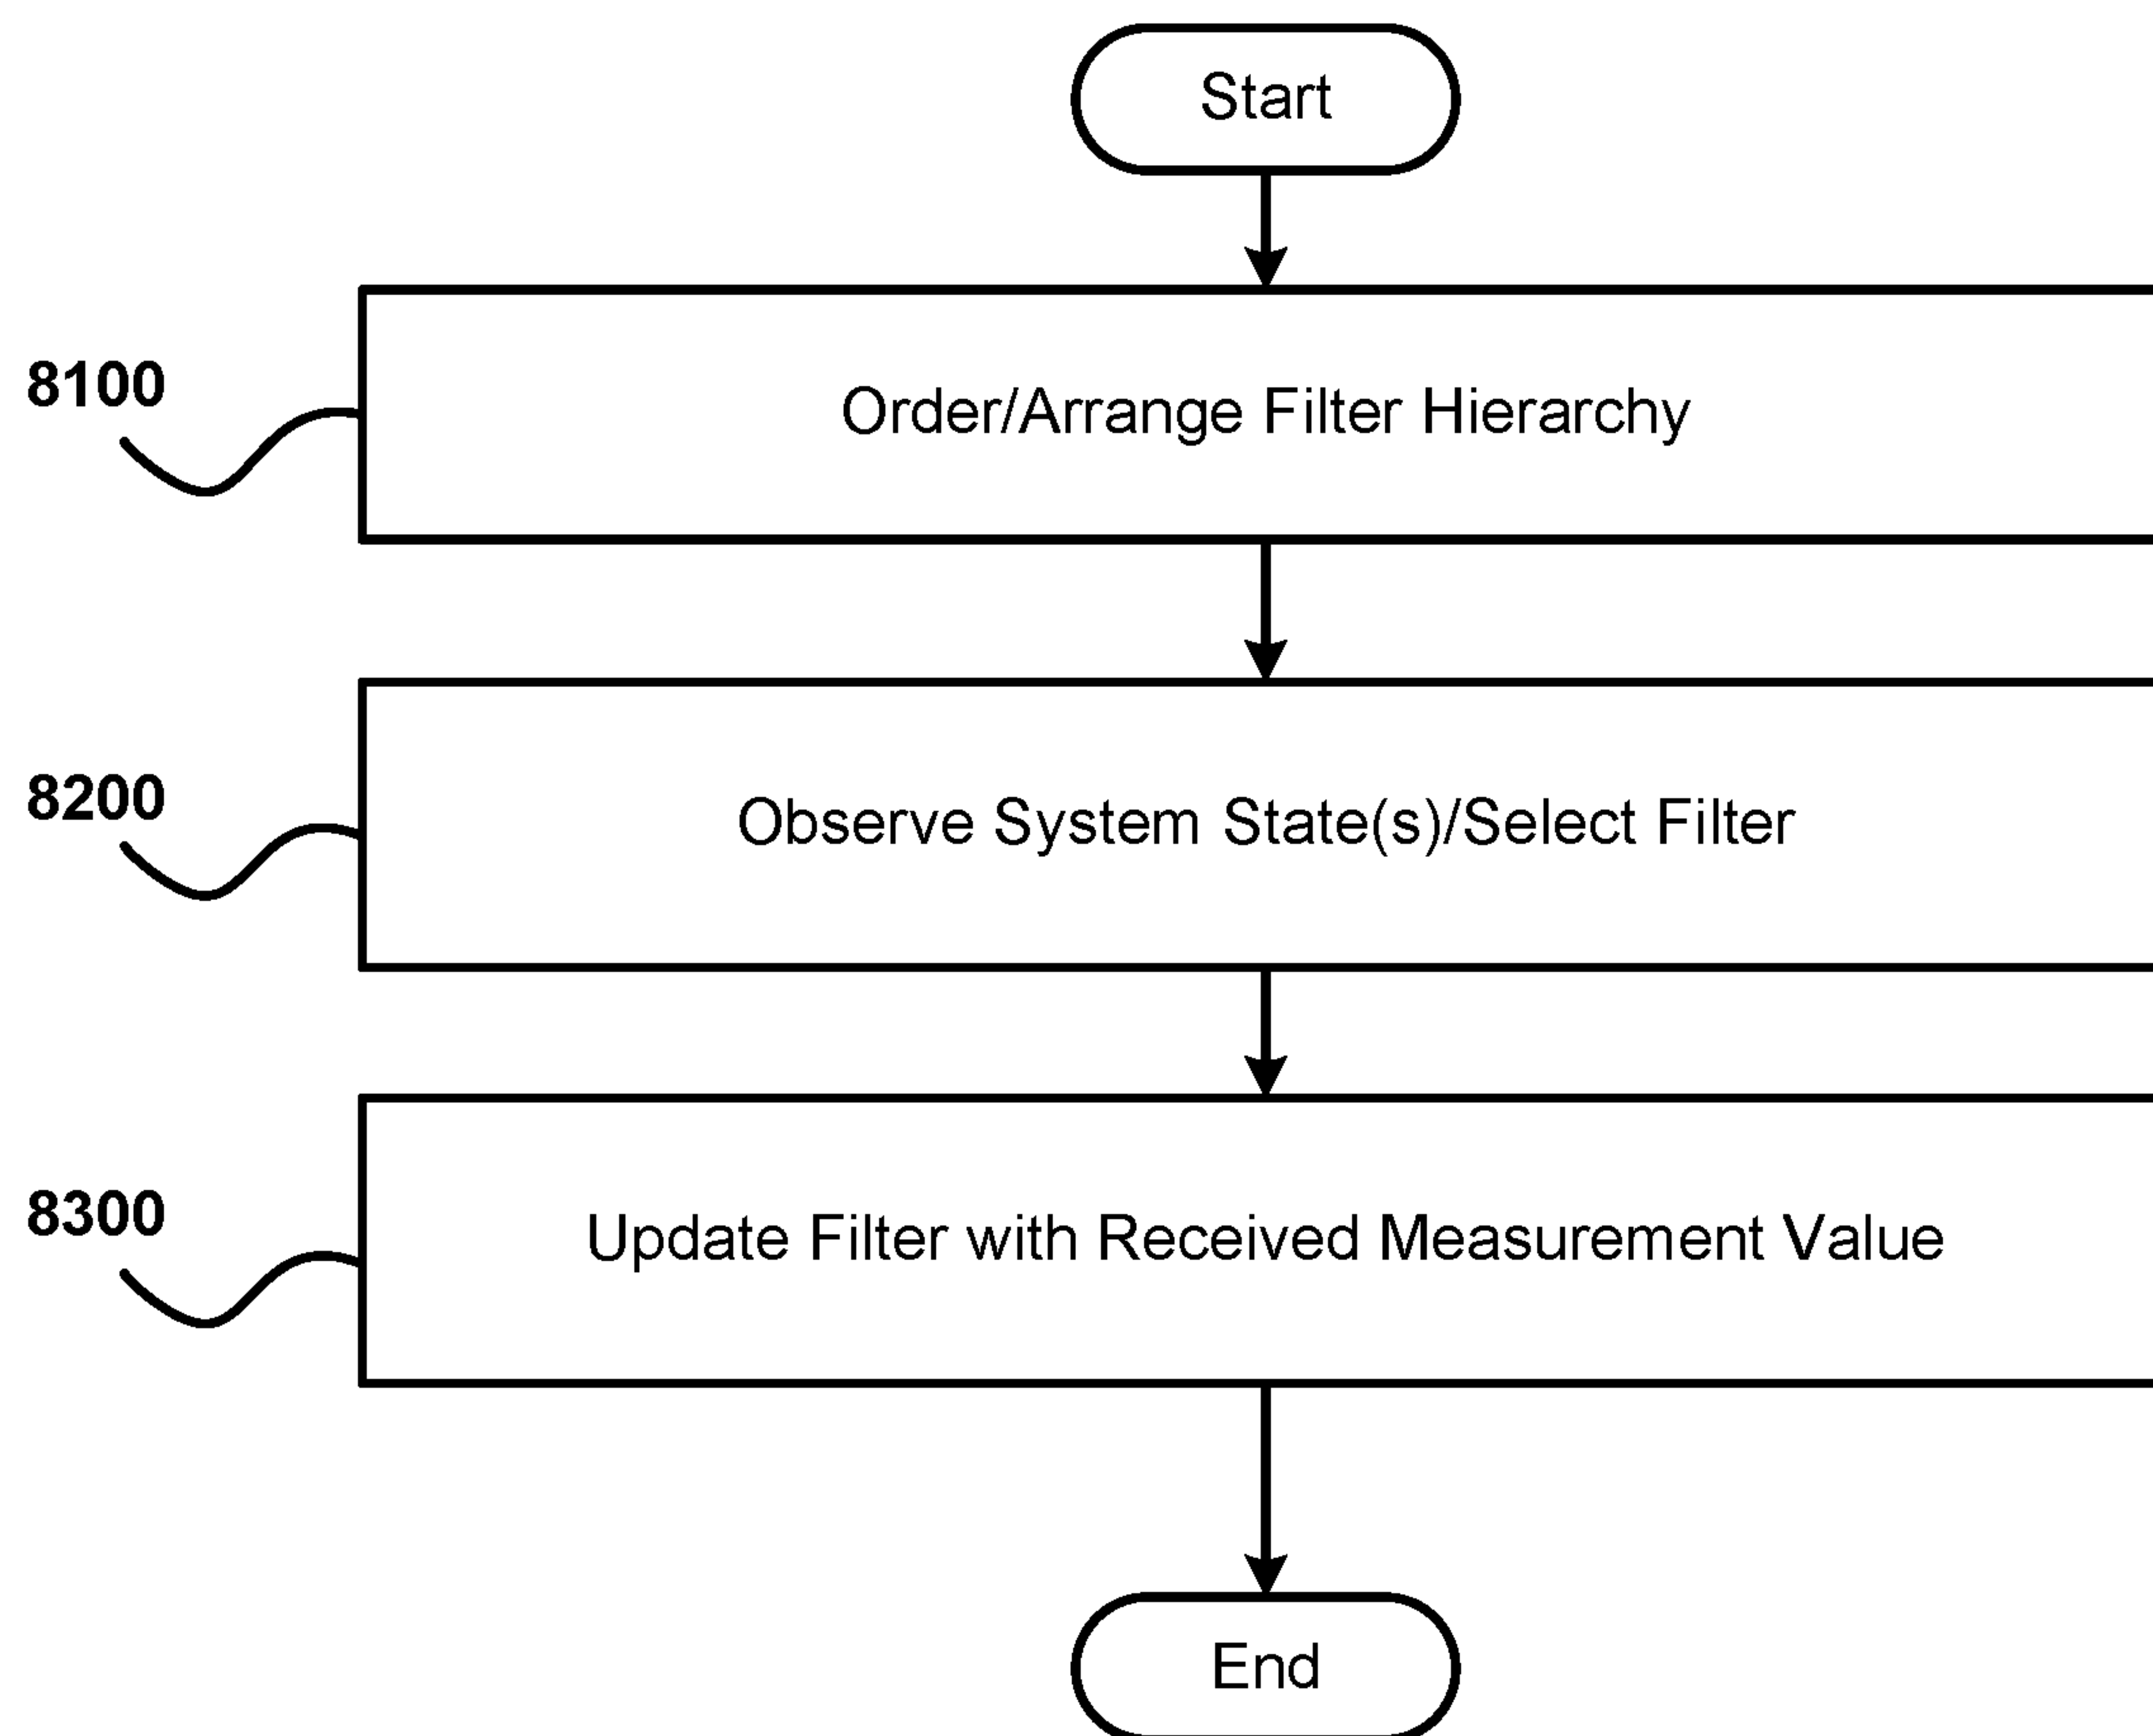 Start
8100
Order/Arrange Filter Hierarchy
8200
Observe System State(s)/Select Filter
8300
Update Filter with Received Measurement Value
End